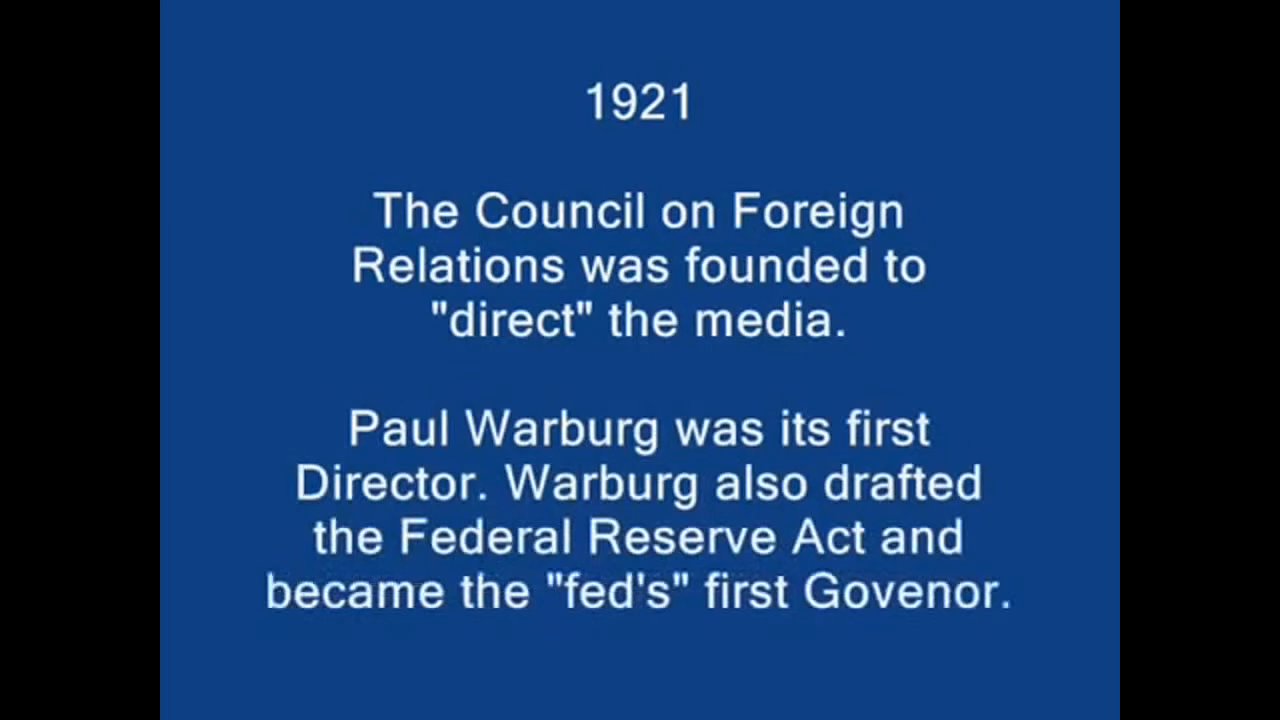 1921
The Council on Foreign
Relations was founded to
"direct" the media.
Paul Warburg was its first
Director. Warburg also drafted
the Federal Reserve Act and
became the "fed's" first Govenor.